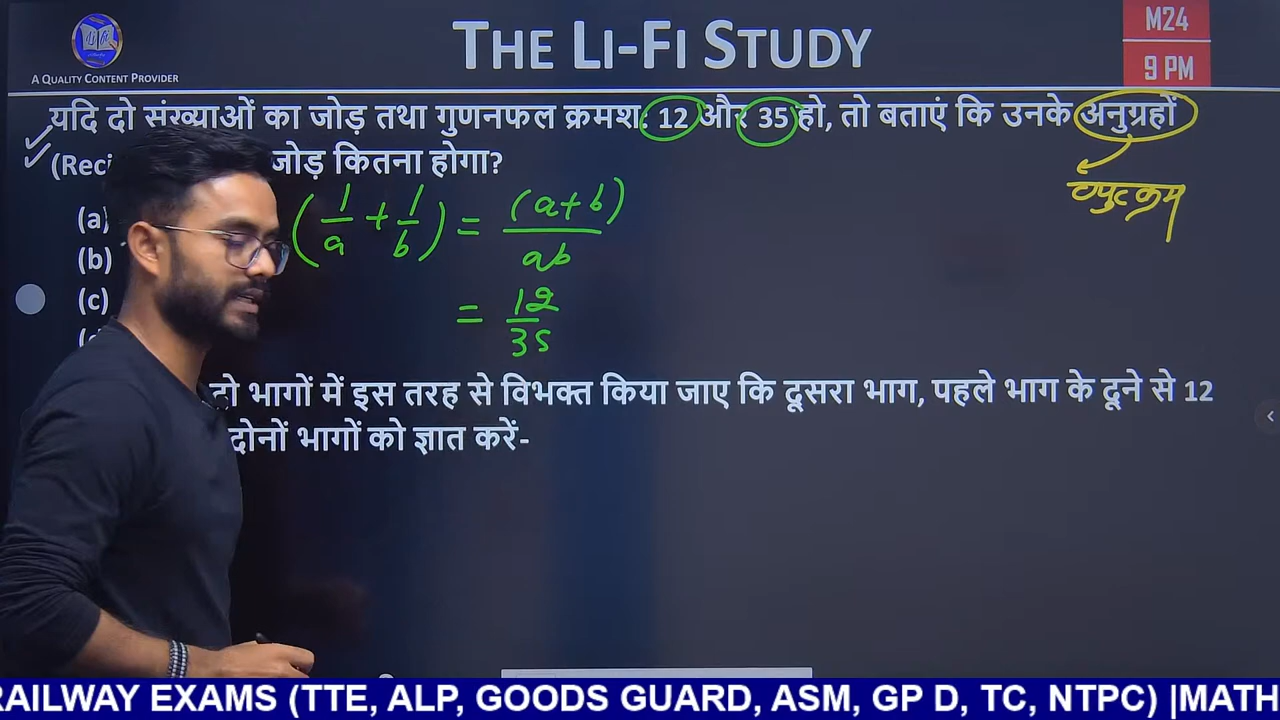 THE LI-FI STUDY
A QUALITY CONTENT PROVIDER
M24
9 PM
यदि दो संख्याओं का जोड़ तथा गुणनफल क्रमश: 12 और 35 हो, तो बताएं कि उनके अनुग्रहों
(Reci जोड़ कितना होगा?
व्युत्क्रम
(a)
(1/a + 1/b) = (a+b)/ab
(b)
(c)
= 12/35
दो भागों में इस तरह से विभक्त किया जाए कि दूसरा भाग, पहले भाग के दूने से 12
दोनों भागों को ज्ञात करें-
RAILWAY EXAMS (TTE, ALP, GOODS GUARD, ASM, GP D, TC, NTPC) |MATH